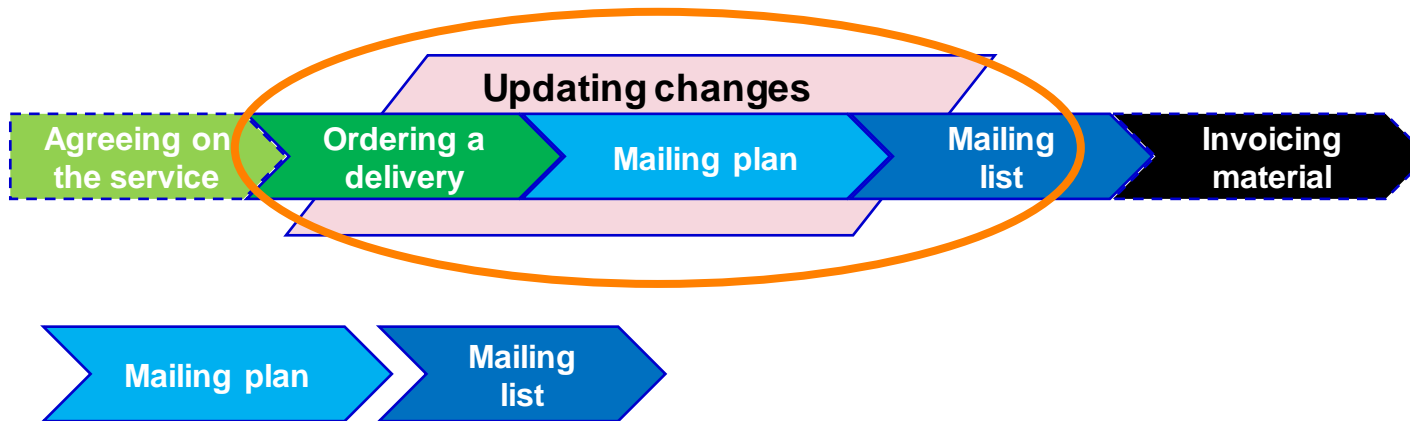 Updating changes
Agreeing on
the service
Ordering a
delivery
Mailing plan
Mailing
list
Invoicing
material
Mailing plan
Mailing
list